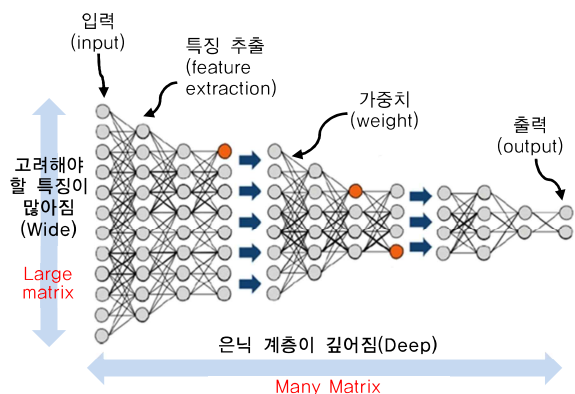 입력
(input)
특징 추출
(feature
extraction)
가중치
(weight)
출력
(output)
고려해야
할 특징이
많아짐
(Wide)
Large
matrix
은닉 계층이 깊어짐(Deep)
Many Matrix